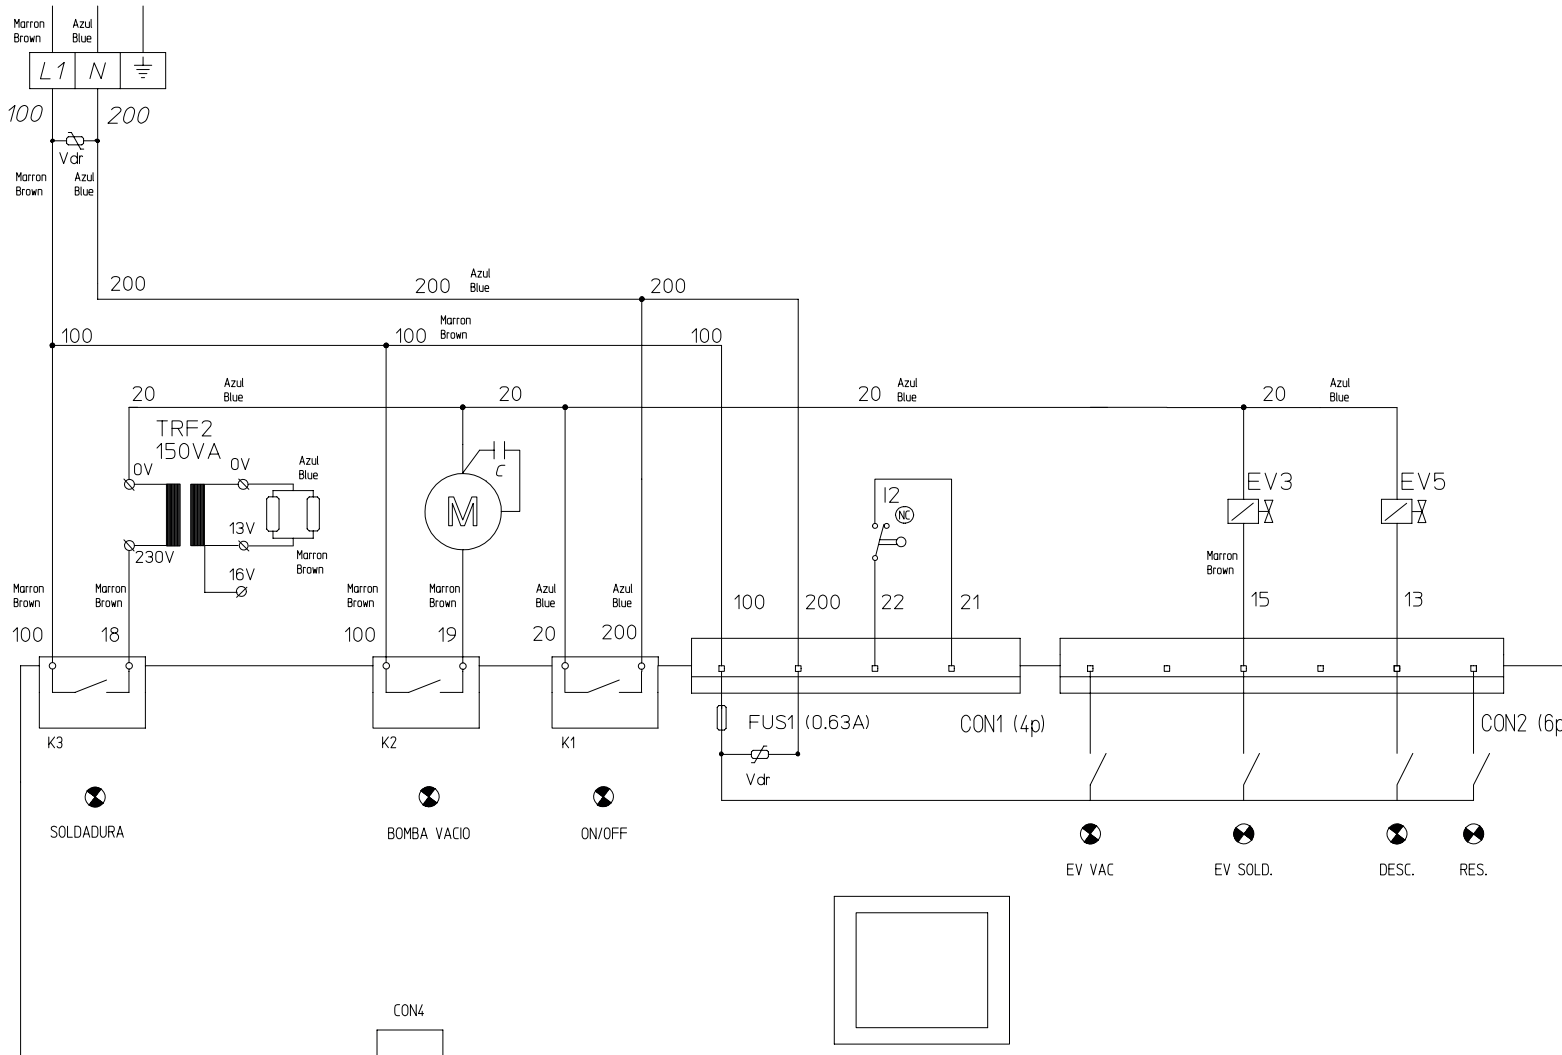 Marron
Brown
Azul
Blue
L1 N
100 200
Vdr
Marron
Brown
Azul
Blue
200 200 Azul
Blue
200
100 100 Marron
Brown
100
20 Azul
Blue
20 20 Azul
Blue
20 Azul
Blue
TRF2
150VA
0V 0V Azul
Blue
13V
230V Marron
Brown
16V
C
M
I2
NC
EV3 EV5
Marron
Brown
Marron
Brown
Marron
Brown
Marron
Brown
Azul
Blue
Azul
Blue
Marron
Brown
100 18 100 19 20 200 100 200 22 21 15 13
K3 K2 K1
FUS1 (0.63A) CON1 (4p) CON2 (6p
Vdr
SOLDADURA BOMBA VACIO ON/OFF
EV VAC EV SOLD. DESC. RES.
CON4